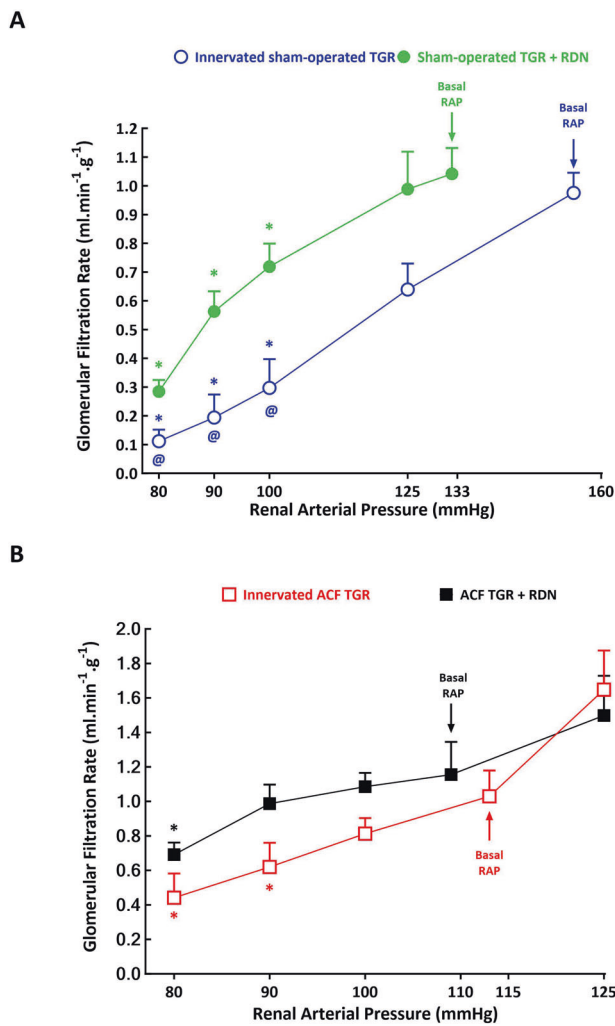 A
Innervated sham-operated TGR Sham-operated TGR + RDN
Basal
RAP
Basal
RAP
Glomerular Filtration Rate (ml.min-1.g-1)
1.2
1.1
1.0
0.9
0.8
0.7
0.6
0.5
0.4
0.3
0.2
0.1
0.0
*
*
*
*
*
*
@
@
@
80 90 100 125 133 160
Renal Arterial Pressure (mmHg)
B
Innervated ACF TGR ACF TGR + RDN
Basal
RAP
Glomerular Filtration Rate (ml.min-1.g-1)
2.0
1.8
1.6
1.4
1.2
1.0
0.8
0.6
0.4
0.2
0.0
*
*
*
Basal
RAP
80 90 100 110 115 125
Renal Arterial Pressure (mmHg)